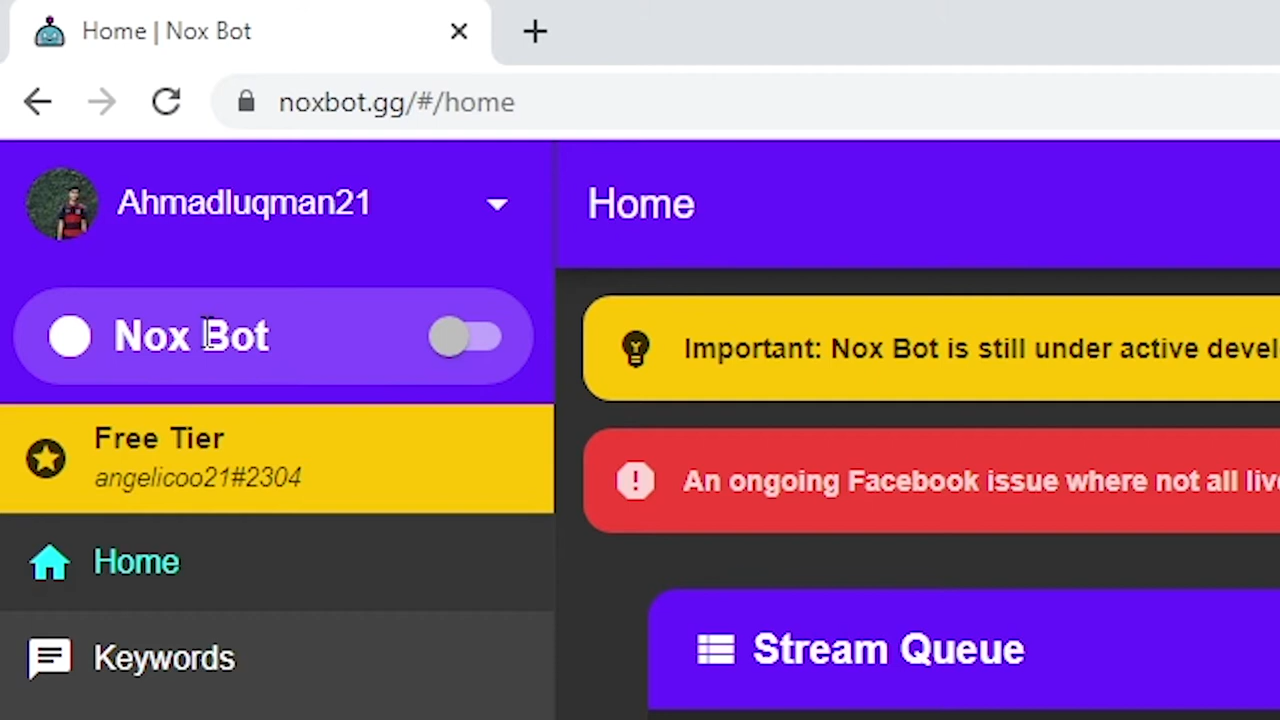 Home | Nox Bot
noxbot.gg/#/home
Ahmadluqman21
Home
Nox Bot
Important: Nox Bot is still under active devel
Free Tier
angelicoo21#2304
An ongoing Facebook issue where not all live
Home
Stream Queue
Keywords